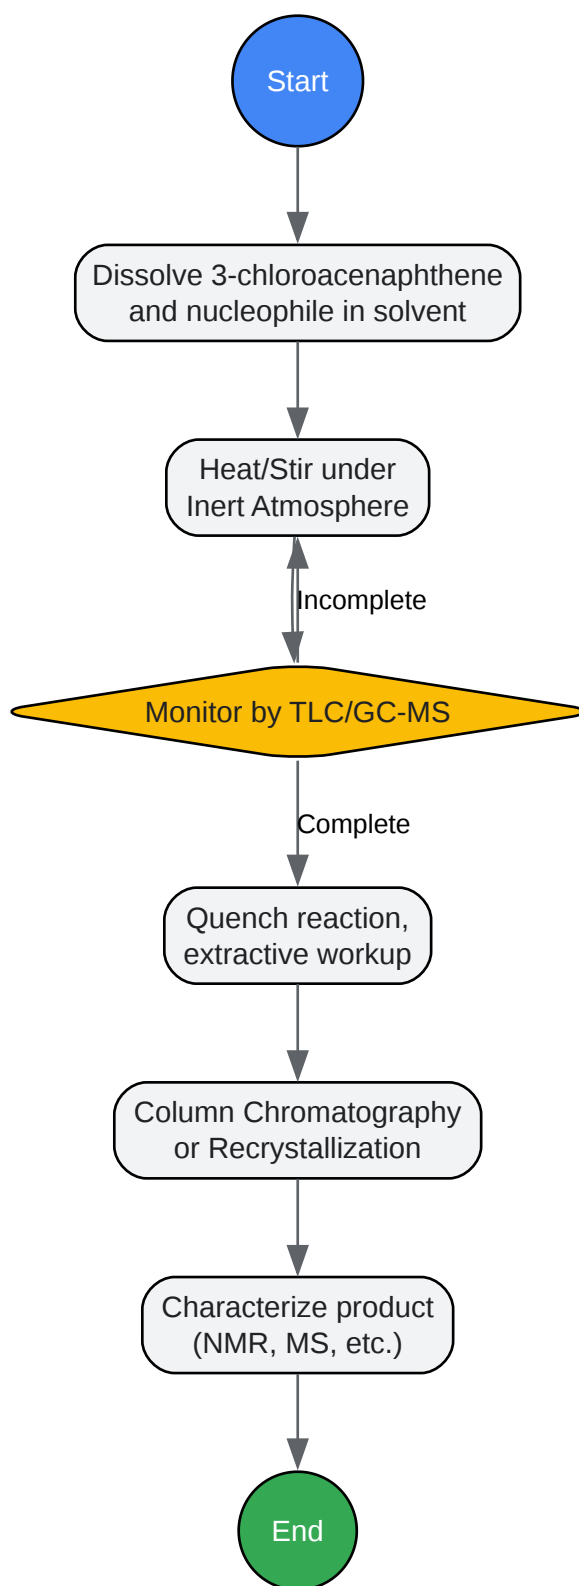 Start
Dissolve 3-chloroacenaphthene
and nucleophile in solvent
Heat/Stir under
Inert Atmosphere
Incomplete
Monitor by TLC/GC-MS
Complete
Quench reaction,
extractive workup
Column Chromatography
or Recrystallization
Characterize product
(NMR, MS, etc.)
End